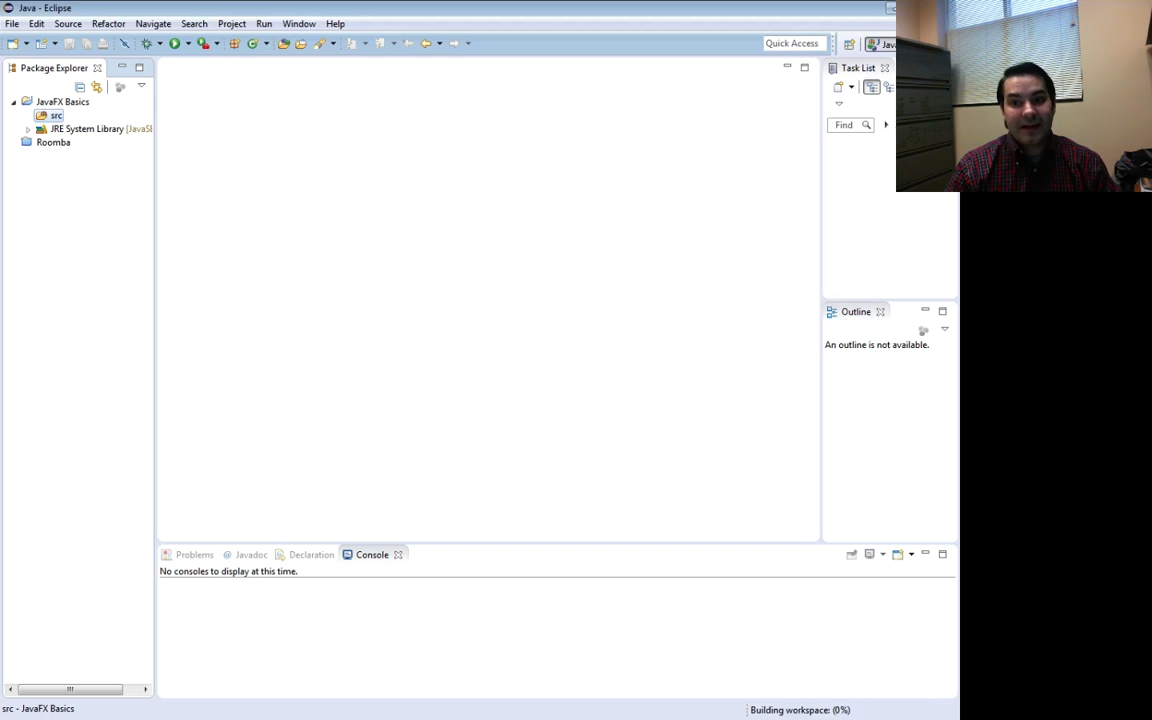 Java - Eclipse
File Edit Source Refactor Navigate Search Project Run Window Help
Quick Access
Java
Package Explorer
Task List
JavaFX Basics
src
JRE System Library [JavaSE
Roomba
Find
Outline
An outline is not available.
Problems Javadoc Declaration Console
No consoles to display at this time.
src - JavaFX Basics
Building workspace: (0%)